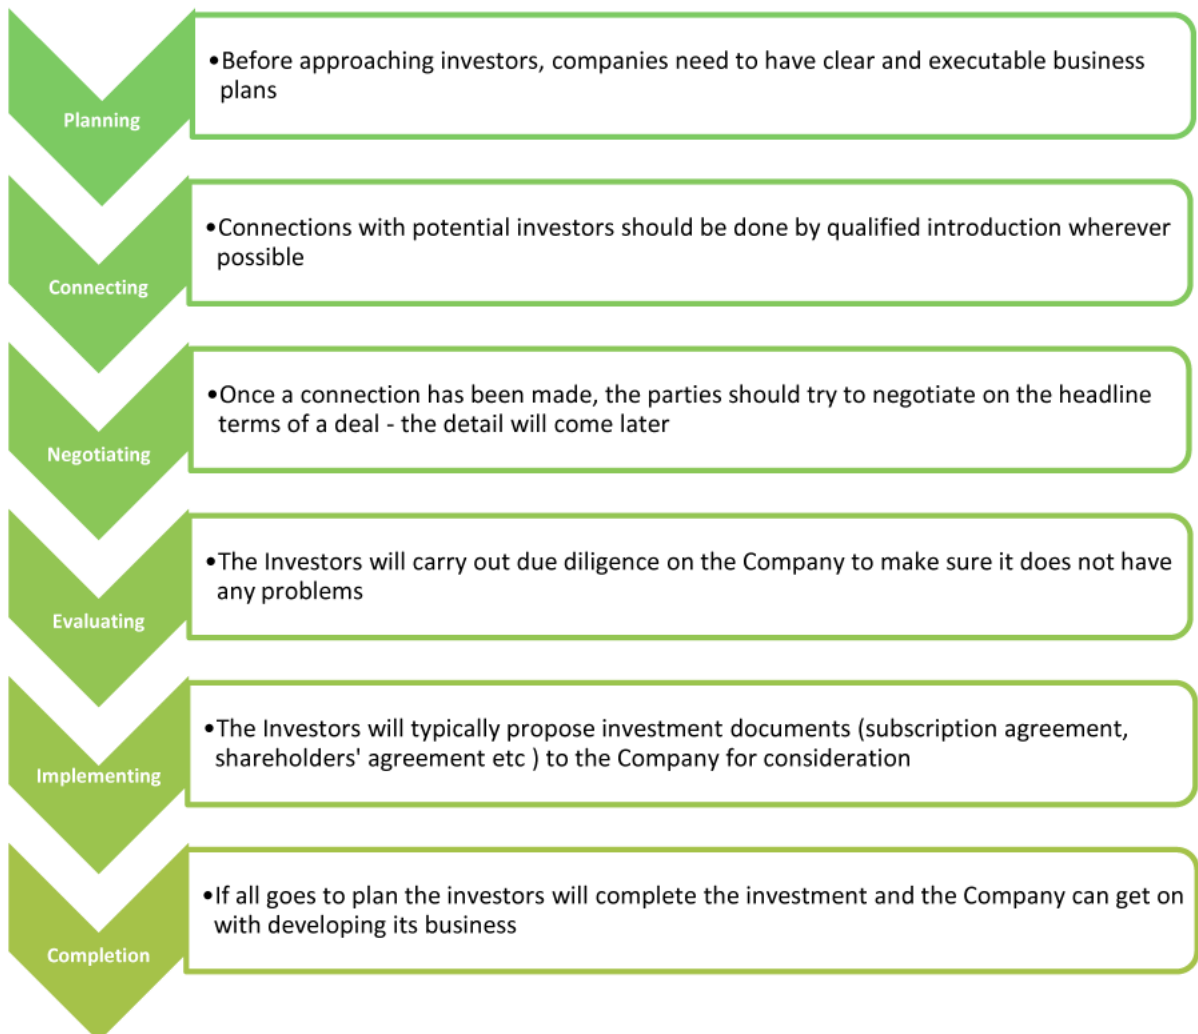 Planning
•Before approaching investors, companies need to have clear and executable business
plans
Connecting
•Connections with potential investors should be done by qualified introduction wherever
possible
Negotiating
•Once a connection has been made, the parties should try to negotiate on the headline
terms of a deal - the detail will come later
Evaluating
•The Investors will carry out due diligence on the Company to make sure it does not have
any problems
Implementing
•The Investors will typically propose investment documents (subscription agreement,
shareholders' agreement etc ) to the Company for consideration
Completion
•If all goes to plan the investors will complete the investment and the Company can get on
with developing its business